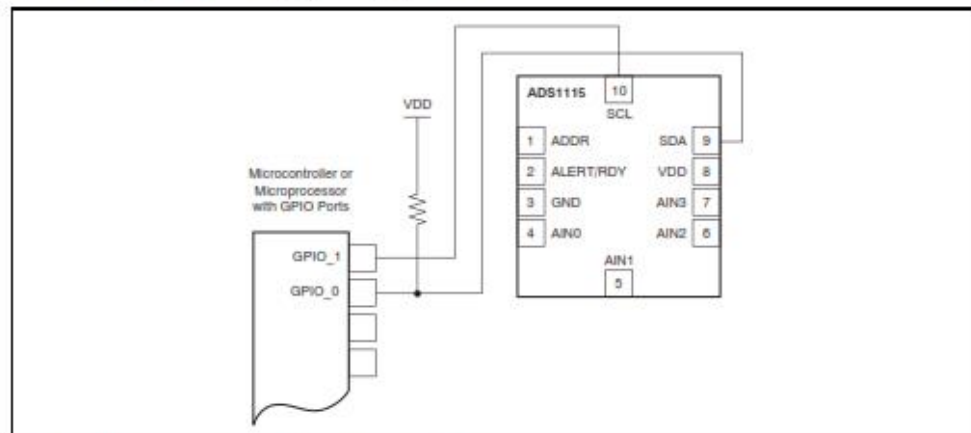 ADS1115
10
SCL
VDD
1 ADDR
SDA 9
2 ALERT/RDY
VDD 8
Microcontroller or
Microprocessor
with GPIO Ports
3 GND
AIN3 7
4 AIN0
AIN2 6
GPIO_1
AIN1
5
GPIO_0